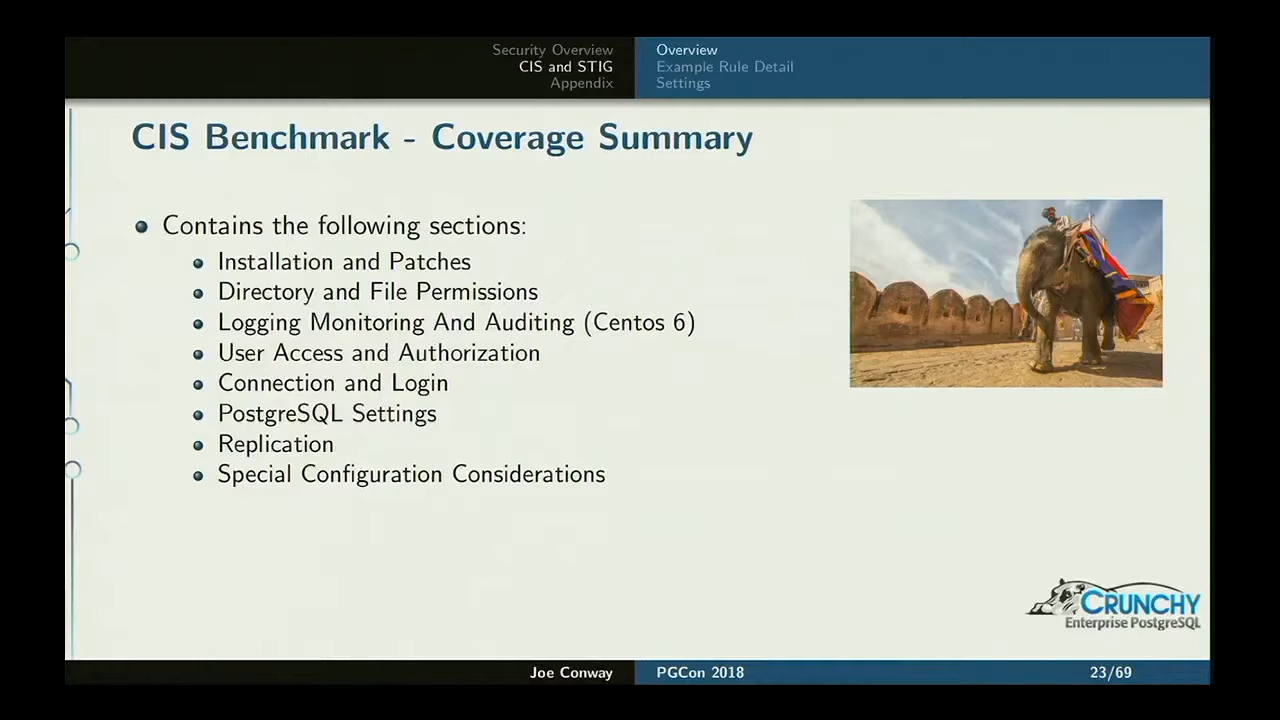 Security Overview
CIS and STIG
Appendix
Overview
Example Rule Detail
Settings
CIS Benchmark - Coverage Summary
Contains the following sections:
Installation and Patches
Directory and File Permissions
Logging Monitoring And Auditing (Centos 6)
User Access and Authorization
Connection and Login
PostgreSQL Settings
Replication
Special Configuration Considerations
CRUNCHY
Enterprise PostgreSQL
Joe Conway
PGCon 2018
23/69